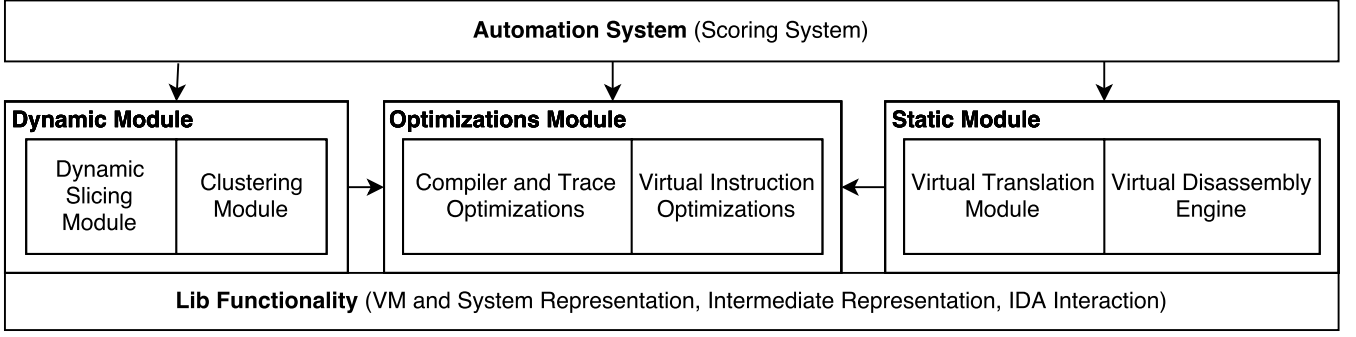 Automation System (Scoring System)
Dynamic Module
Dynamic
Slicing
Module
Clustering
Module
Optimizations Module
Compiler and Trace
Optimizations
Virtual Instruction
Optimizations
Static Module
Virtual Translation
Module
Virtual Disassembly
Engine
Lib Functionality (VM and System Representation, Intermediate Representation, IDA Interaction)